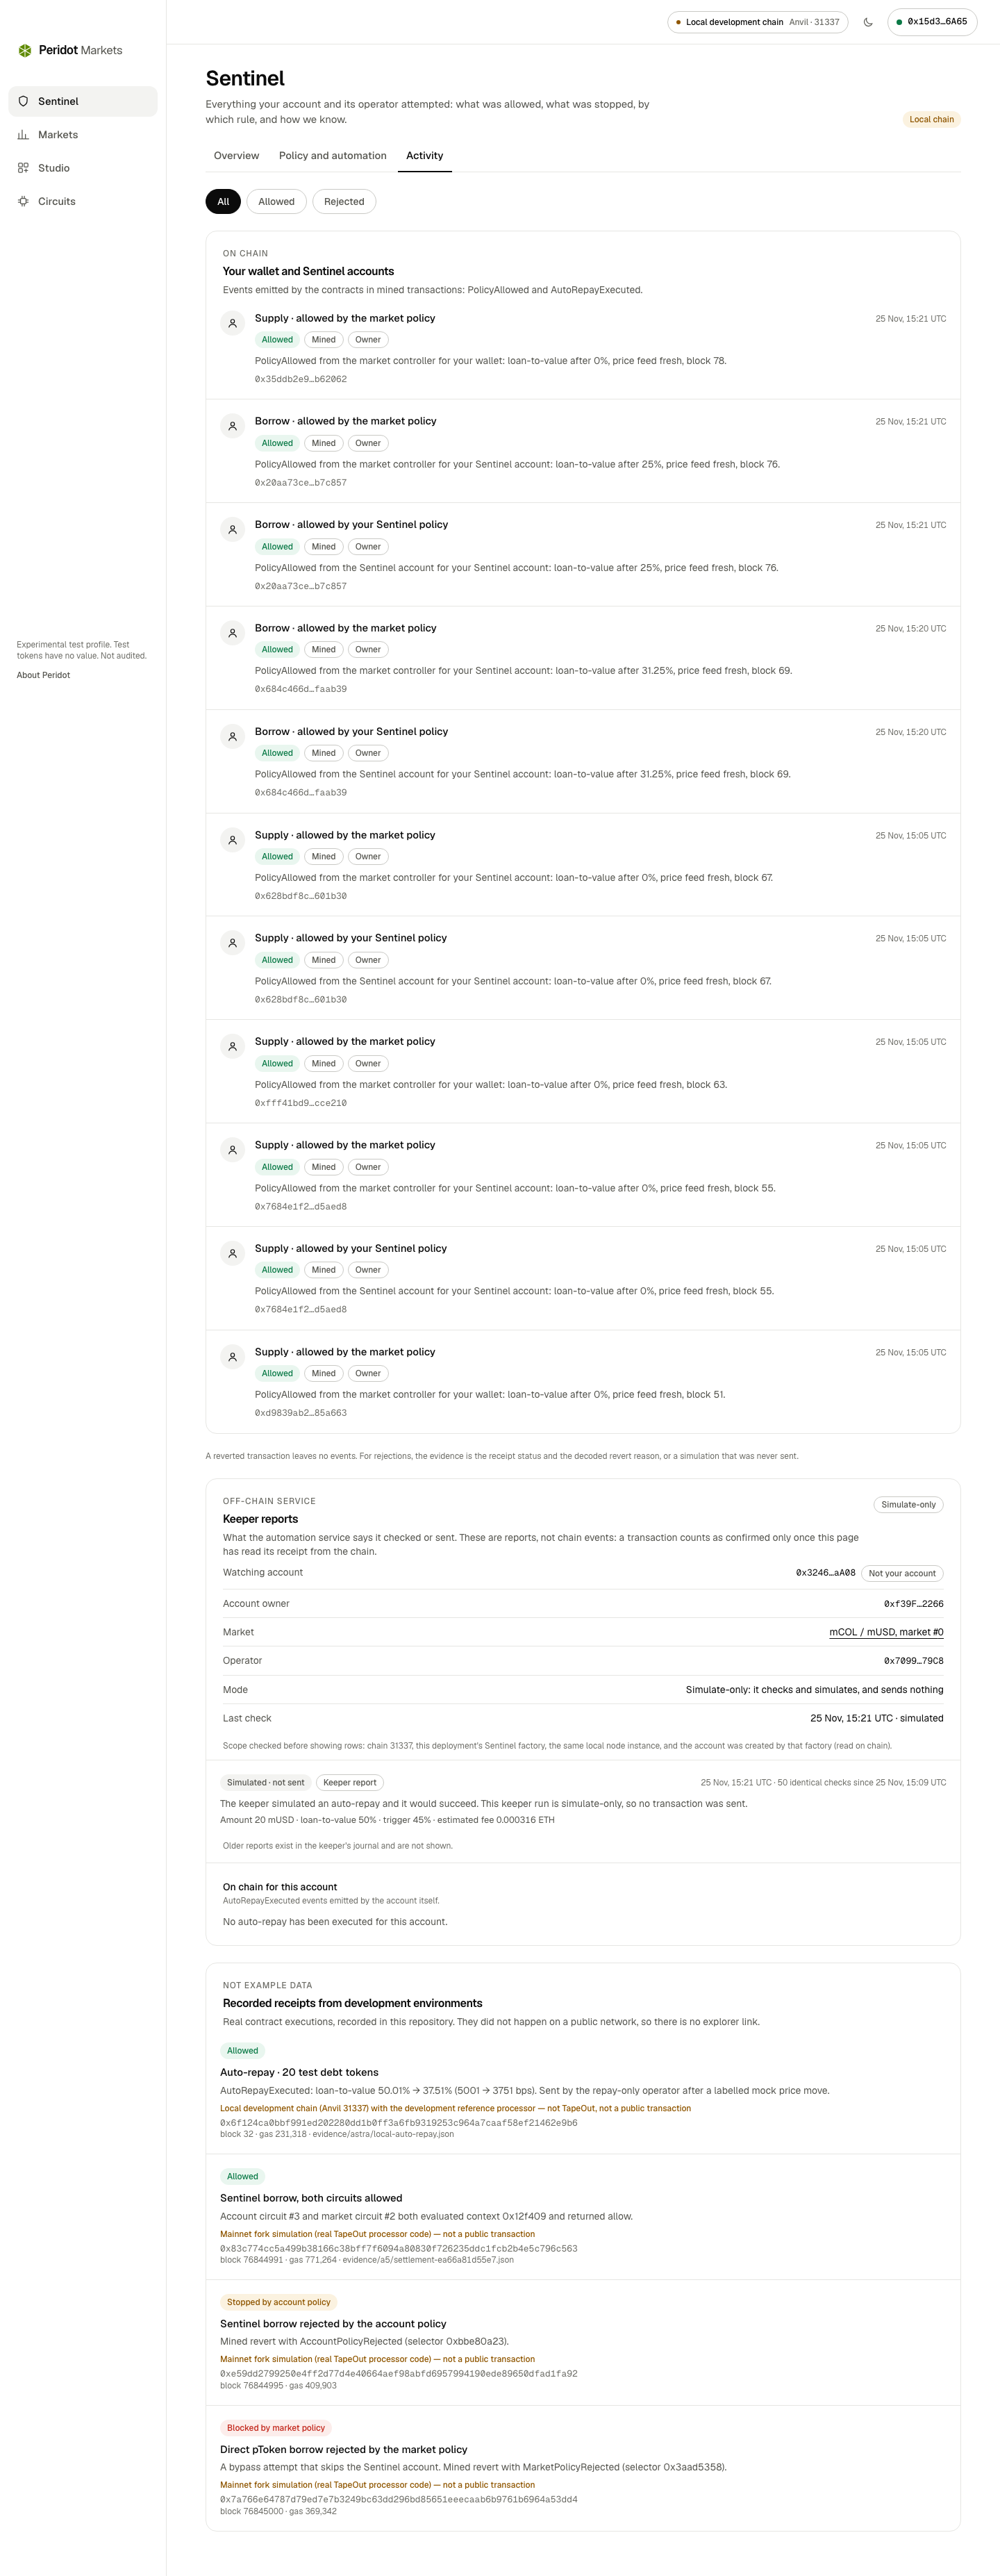 Local development chain Anvil · 31337
0x15d3…6A65
Peridot Markets
Sentinel
Markets
Studio
Circuits
Experimental test profile. Test
tokens have no value. Not audited.
About Peridot
Sentinel
Everything your account and its operator attempted: what was allowed, what was stopped, by
which rule, and how we know.
Local chain
Overview Policy and automation Activity
All Allowed Rejected
ON CHAIN
Your wallet and Sentinel accounts
Events emitted by the contracts in mined transactions: PolicyAllowed and AutoRepayExecuted.
Supply · allowed by the market policy 25 Nov, 15:21 UTC
Allowed Mined Owner
PolicyAllowed from the market controller for your wallet: loan-to-value after 0%, price feed fresh, block 78.
0x35ddb2e9…b62062
Borrow · allowed by the market policy 25 Nov, 15:21 UTC
Allowed Mined Owner
PolicyAllowed from the market controller for your Sentinel account: loan-to-value after 25%, price feed fresh, block 76.
0x20aa73ce…b7c857
Borrow · allowed by your Sentinel policy 25 Nov, 15:21 UTC
Allowed Mined Owner
PolicyAllowed from the Sentinel account for your Sentinel account: loan-to-value after 25%, price feed fresh, block 76.
0x20aa73ce…b7c857
Borrow · allowed by the market policy 25 Nov, 15:20 UTC
Allowed Mined Owner
PolicyAllowed from the market controller for your Sentinel account: loan-to-value after 31.25%, price feed fresh, block 69.
0x684c466d…faab39
Borrow · allowed by your Sentinel policy 25 Nov, 15:20 UTC
Allowed Mined Owner
PolicyAllowed from the Sentinel account for your Sentinel account: loan-to-value after 31.25%, price feed fresh, block 69.
0x684c466d…faab39
Supply · allowed by the market policy 25 Nov, 15:05 UTC
Allowed Mined Owner
PolicyAllowed from the market controller for your Sentinel account: loan-to-value after 0%, price feed fresh, block 67.
0x628bdf8c…601b30
Supply · allowed by your Sentinel policy 25 Nov, 15:05 UTC
Allowed Mined Owner
PolicyAllowed from the Sentinel account for your Sentinel account: loan-to-value after 0%, price feed fresh, block 67.
0x628bdf8c…601b30
Supply · allowed by the market policy 25 Nov, 15:05 UTC
Allowed Mined Owner
PolicyAllowed from the market controller for your wallet: loan-to-value after 0%, price feed fresh, block 63.
0xfff41bd9…cce210
Supply · allowed by the market policy 25 Nov, 15:05 UTC
Allowed Mined Owner
PolicyAllowed from the market controller for your Sentinel account: loan-to-value after 0%, price feed fresh, block 55.
0x7684e1f2…d5aed8
Supply · allowed by your Sentinel policy 25 Nov, 15:05 UTC
Allowed Mined Owner
PolicyAllowed from the Sentinel account for your Sentinel account: loan-to-value after 0%, price feed fresh, block 55.
0x7684e1f2…d5aed8
Supply · allowed by the market policy 25 Nov, 15:05 UTC
Allowed Mined Owner
PolicyAllowed from the market controller for your wallet: loan-to-value after 0%, price feed fresh, block 51.
0xd9839ab2…85a663
A reverted transaction leaves no events. For rejections, the evidence is the receipt status and the decoded revert reason, or a simulation that was never sent.
OFF-CHAIN SERVICE
Simulate-only
Keeper reports
What the automation service says it checked or sent. These are reports, not chain events: a transaction counts as confirmed only once this page
has read its receipt from the chain.
Watching account 0x3246…aA08 Not your account
Account owner 0xf39F…2266
Market mCOL / mUSD, market #0
Operator 0x7099…79C8
Mode Simulate-only: it checks and simulates, and sends nothing
Last check 25 Nov, 15:21 UTC · simulated
Scope checked before showing rows: chain 31337, this deployment's Sentinel factory, the same local node instance, and the account was created by that factory (read on chain).
Simulated · not sent Keeper report 25 Nov, 15:21 UTC · 50 identical checks since 25 Nov, 15:09 UTC
The keeper simulated an auto-repay and it would succeed. This keeper run is simulate-only, so no transaction was sent.
Amount 20 mUSD · loan-to-value 50% · trigger 45% · estimated fee 0.000316 ETH
Older reports exist in the keeper's journal and are not shown.
On chain for this account
AutoRepayExecuted events emitted by the account itself.
No auto-repay has been executed for this account.
NOT EXAMPLE DATA
Recorded receipts from development environments
Real contract executions, recorded in this repository. They did not happen on a public network, so there is no explorer link.
Allowed
Auto-repay · 20 test debt tokens
AutoRepayExecuted: loan-to-value 50.01% → 37.51% (5001 → 3751 bps). Sent by the repay-only operator after a labelled mock price move.
Local development chain (Anvil 31337) with the development reference processor — not TapeOut, not a public transaction
0x6f124ca0bbf991ed202280dd1b0ff3a6fb9319253c964a7caaf58ef21462e9b6
block 32 · gas 231,318 · evidence/astra/local-auto-repay.json
Allowed
Sentinel borrow, both circuits allowed
Account circuit #3 and market circuit #2 both evaluated context 0x12f409 and returned allow.
Mainnet fork simulation (real TapeOut processor code) — not a public transaction
0x83c774cc5a499b38166c38bff7f6094a80830f726235ddc1fcb2b4e5c796c563
block 76844991 · gas 771,264 · evidence/a5/settlement-ea66a81d55e7.json
Stopped by account policy
Sentinel borrow rejected by the account policy
Mined revert with AccountPolicyRejected (selector 0xbbe80a23).
Mainnet fork simulation (real TapeOut processor code) — not a public transaction
0xe59dd2799250e4ff2d77d4e40664aef98abfd6957994190ede89650dfad1fa92
block 76844995 · gas 409,903
Blocked by market policy
Direct pToken borrow rejected by the market policy
A bypass attempt that skips the Sentinel account. Mined revert with MarketPolicyRejected (selector 0x3aad5358).
Mainnet fork simulation (real TapeOut processor code) — not a public transaction
0x7a766e64787d79ed7e7b3249bc63dd296bd85651eeecaab6b9761b6964a53dd4
block 76845000 · gas 369,342